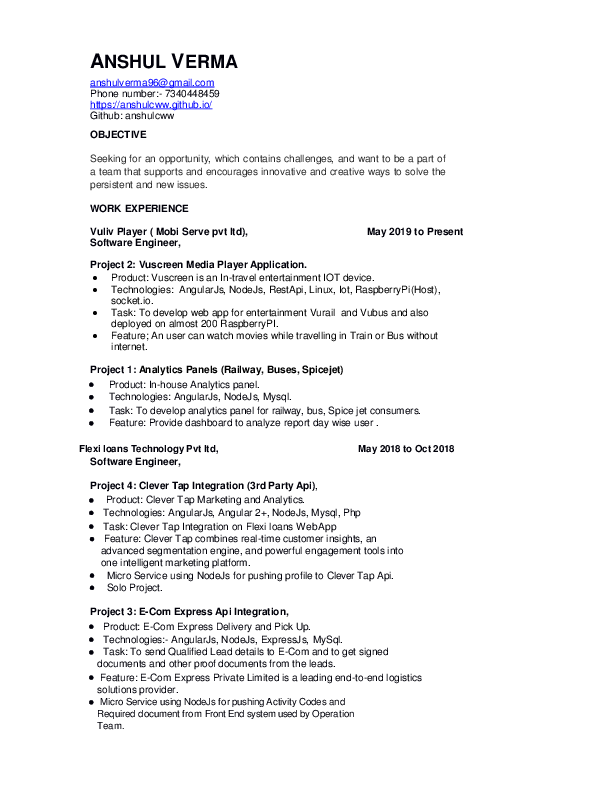 ANSHUL VERMA
anshulverma96@gmail.com
Phone number:- 7340448459
https://anshulcww.github.io/
Github: anshulcww
OBJECTIVE
Seeking for an opportunity, which contains challenges, and want to be a part of
a team that supports and encourages innovative and creative ways to solve the
persistent and new issues.
WORK EXPERIENCE
Vuliv Player ( Mobi Serve pvt ltd), May 2019 to Present
Software Engineer,
Project 2: Vuscreen Media Player Application.
● Product: Vuscreen is an In-travel entertainment IOT device.
● Technologies: AngularJs, NodeJs, RestApi, Linux, Iot, RaspberryPi(Host),
socket.io.
● Task: To develop web app for entertainment Vurail and Vubus and also
deployed on almost 200 RaspberryPI.
● Feature; An user can watch movies while travelling in Train or Bus without
internet.
Project 1: Analytics Panels (Railway, Buses, Spicejet)
● Product: In-house Analytics panel.
● Technologies: AngularJs, NodeJs, Mysql.
● Task: To develop analytics panel for railway, bus, Spice jet consumers.
● Feature: Provide dashboard to analyze report day wise user .
Flexi loans Technology Pvt ltd, May 2018 to Oct 2018
Software Engineer,
Project 4: Clever Tap Integration (3rd Party Api),
● Product: Clever Tap Marketing and Analytics.
● Technologies: AngularJs, Angular 2+, NodeJs, Mysql, Php
● Task: Clever Tap Integration on Flexi loans WebApp
● Feature: Clever Tap combines real-time customer insights, an
advanced segmentation engine, and powerful engagement tools into
one intelligent marketing platform.
● Micro Service using NodeJs for pushing profile to Clever Tap Api.
● Solo Project.
Project 3: E-Com Express Api Integration,
● Product: E-Com Express Delivery and Pick Up.
● Technologies:- AngularJs, NodeJs, ExpressJs, MySql.
● Task: To send Qualified Lead details to E-Com and to get signed
documents and other proof documents from the leads.
● Feature: E-Com Express Private Limited is a leading end-to-end logistics
solutions provider.
● Micro Service using NodeJs for pushing Activity Codes and
Required document from Front End system used by Operation
Team.